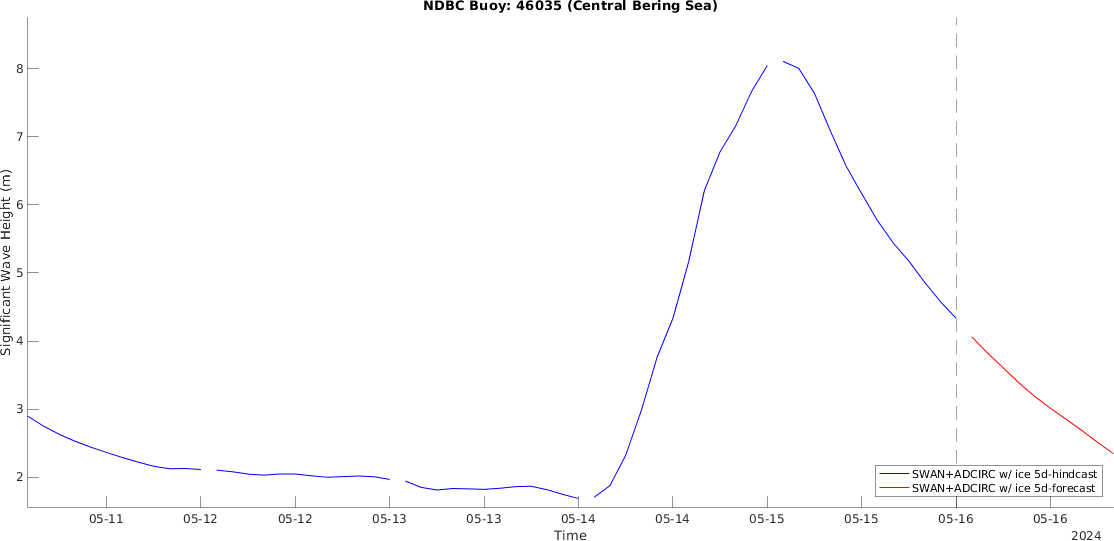 NDBC Buoy: 46035 (Central Bering Sea)
Significant Wave Height (m)
8
7
6
5
4
3
2
SWAN+ADCIRC w/ ice 5d-hindcast
SWAN+ADCIRC w/ ice 5d-forecast
05-11 05-12 05-12 05-13 05-13 05-14 05-14 05-15 05-15 05-16 05-16
Time
2024